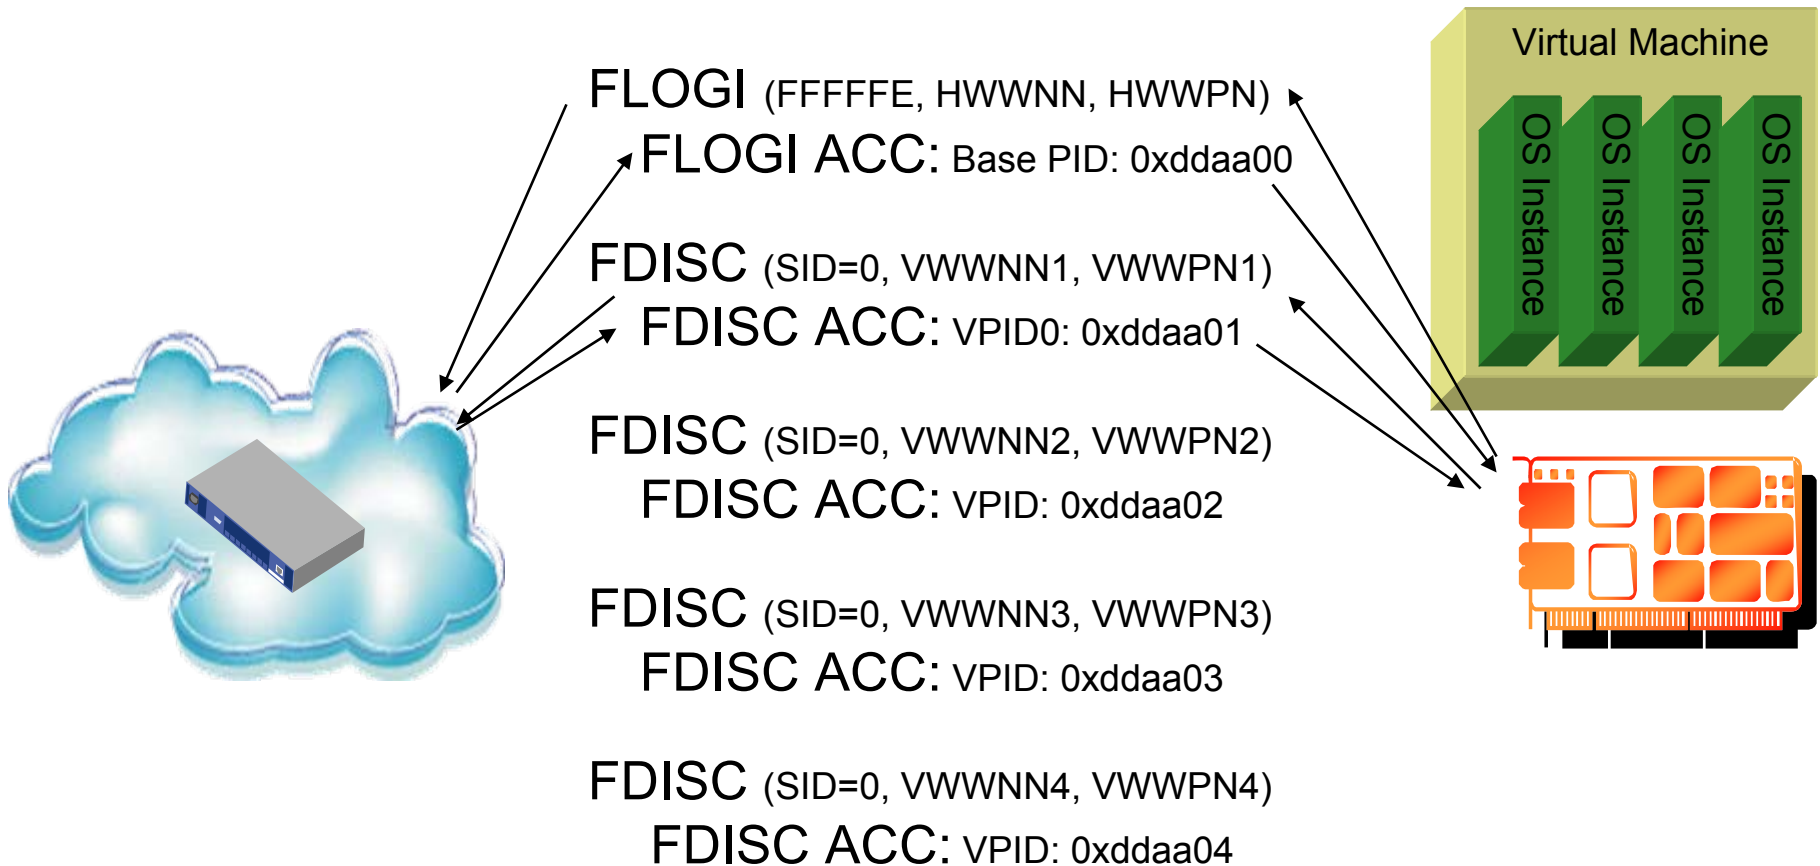 Virtual Machine
OS Instance
OS Instance
OS Instance
OS Instance
FLOGI (FFFFFE, HWWNN, HWWPN)
FLOGI ACC: Base PID: 0xddaa00
FDISC (SID=0, VWWNN1, VWWPN1)
FDISC ACC: VPID0: 0xddaa01
FDISC (SID=0, VWWNN2, VWWPN2)
FDISC ACC: VPID: 0xddaa02
FDISC (SID=0, VWWNN3, VWWPN3)
FDISC ACC: VPID: 0xddaa03
FDISC (SID=0, VWWNN4, VWWPN4)
FDISC ACC: VPID: 0xddaa04